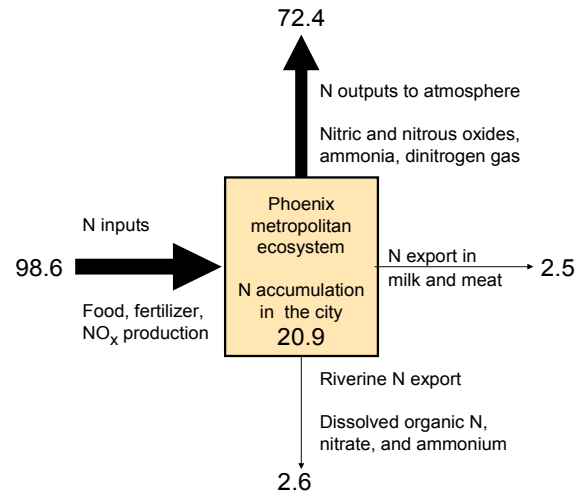 72.4
N outputs to atmosphere
Nitric and nitrous oxides,
ammonia, dinitrogen gas
N inputs
98.6
Food, fertilizer,
NOx production
Phoenix
metropolitan
ecosystem
N accumulation
in the city
20.9
N export in
milk and meat
2.5
Riverine N export
Dissolved organic N,
nitrate, and ammonium
2.6